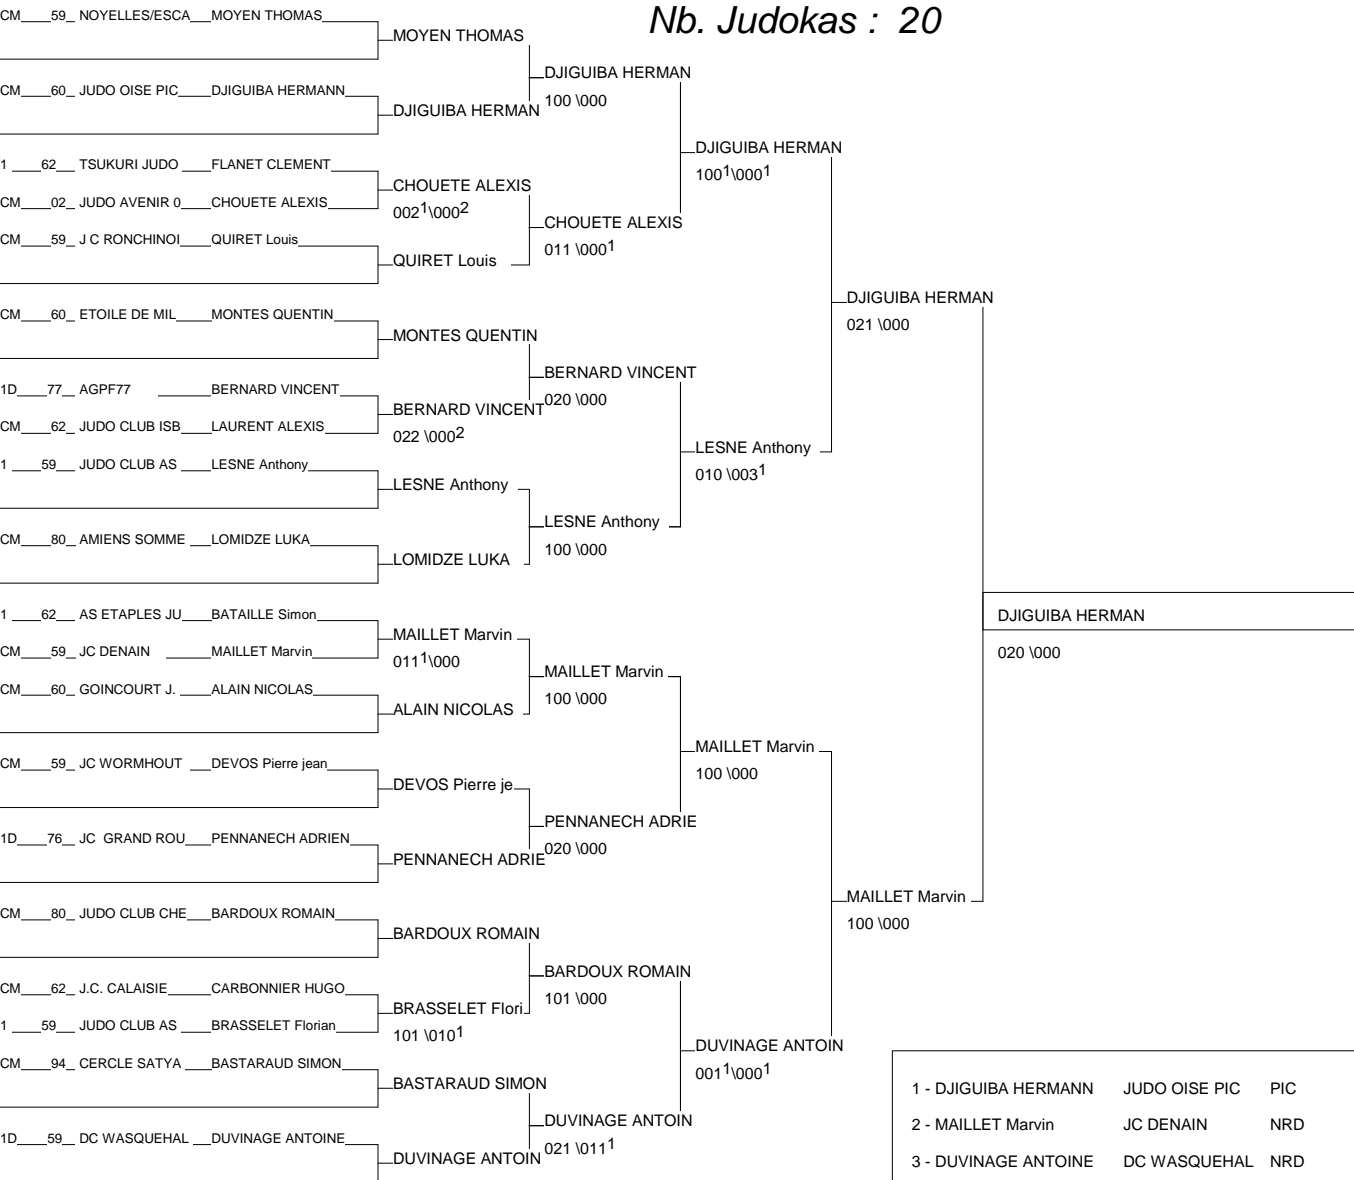 Nb. Judokas : 20
CM 59 NOYELLES/ESCA MOYEN THOMAS
MOYEN THOMAS
DJIGUIBA HERMAN
100 \000
CM 60 JUDO OISE PIC DJIGUIBA HERMANN
DJIGUIBA HERMAN
DJIGUIBA HERMAN
100¹\000¹
1 62 TSUKURI JUDO FLANET CLEMENT
CHOUETE ALEXIS
002¹\000²
CM 02 JUDO AVENIR 0 CHOUETE ALEXIS
CHOUETE ALEXIS
011 \000¹
CM 59 J C RONCHINOI QUIRET Louis
QUIRET Louis
DJIGUIBA HERMAN
021 \000
CM 60 ETOILE DE MIL MONTES QUENTIN
MONTES QUENTIN
BERNARD VINCENT
020 \000
1D 77 AGPF77 BERNARD VINCENT
BERNARD VINCENT
022 \000²
CM 62 JUDO CLUB ISB LAURENT ALEXIS
LESNE Anthony
010 \003¹
1 59 JUDO CLUB AS LESNE Anthony
LESNE Anthony
LESNE Anthony
100 \000
CM 80 AMIENS SOMME LOMIDZE LUKA
LOMIDZE LUKA
DJIGUIBA HERMAN
020 \000
1 62 AS ETAPLES JU BATAILLE Simon
MAILLET Marvin
011¹\000
CM 59 JC DENAIN MAILLET Marvin
MAILLET Marvin
100 \000
CM 60 GOINCOURT J. ALAIN NICOLAS
ALAIN NICOLAS
MAILLET Marvin
100 \000
CM 59 JC WORMHOUT DEVOS Pierre jean
DEVOS Pierre je
PENNANECH ADRIE
020 \000
1D 76 JC GRAND ROU PENNANECH ADRIEN
PENNANECH ADRIE
MAILLET Marvin
100 \000
CM 80 JUDO CLUB CHE BARDOUX ROMAIN
BARDOUX ROMAIN
BARDOUX ROMAIN
101 \000
CM 62 J.C. CALAISIE CARBONNIER HUGO
BRASSELET Flori
101 \010¹
1 59 JUDO CLUB AS BRASSELET Florian
DUVINAGE ANTOIN
001¹\000¹
CM 94 CERCLE SATYA BASTARAUD SIMON
BASTARAUD SIMON
DUVINAGE ANTOIN
021 \011¹
1D 59 DC WASQUEHAL DUVINAGE ANTOINE
DUVINAGE ANTOIN
1 - DJIGUIBA HERMANN JUDO OISE PIC PIC
2 - MAILLET Marvin JC DENAIN NRD
3 - DUVINAGE ANTOINE DC WASQUEHAL NRD